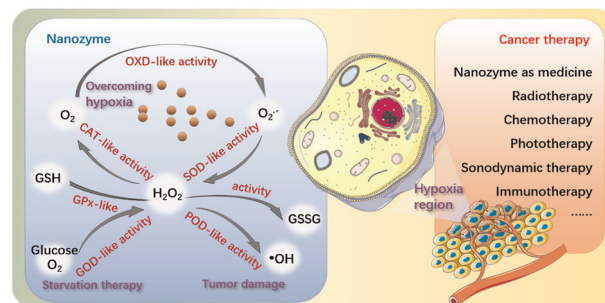 Nanozyme
OXD-like activity
Overcoming
hypoxia
O₂
O₂·⁻
CAT-like activity
SOD-like activity
GSH
H₂O₂
GPx-like
activity
GSSG
Glucose
O₂
GOD-like activity
POD-like activity
•OH
Starvation therapy
Tumor damage
Hypoxia
region
Cancer therapy
Nanozyme as medicine
Radiotherapy
Chemotherapy
Phototherapy
Sonodynamic therapy
Immunotherapy
......